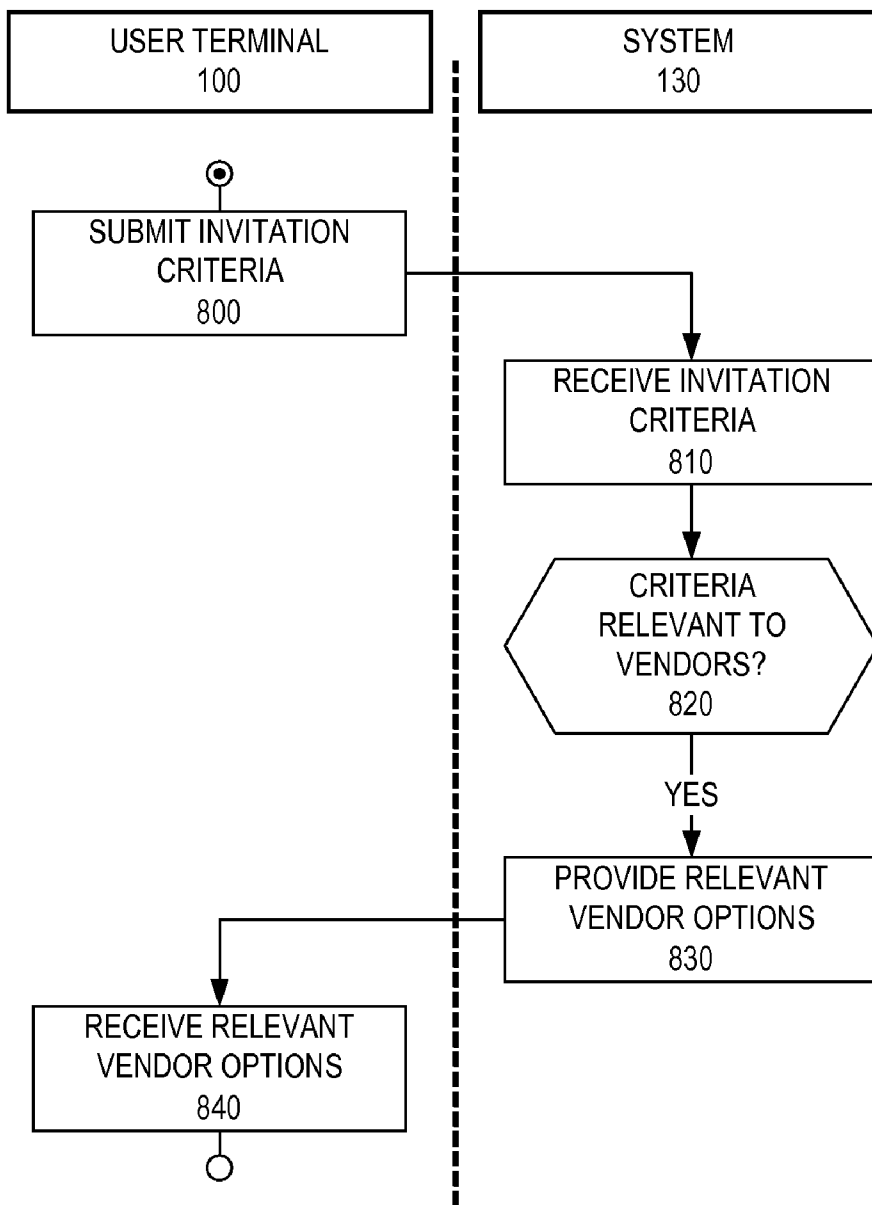 USER TERMINAL
100
SYSTEM
130
SUBMIT INVITATION
CRITERIA
800
RECEIVE INVITATION
CRITERIA
810
CRITERIA
RELEVANT TO
VENDORS?
820
YES
PROVIDE RELEVANT
VENDOR OPTIONS
830
RECEIVE RELEVANT
VENDOR OPTIONS
840